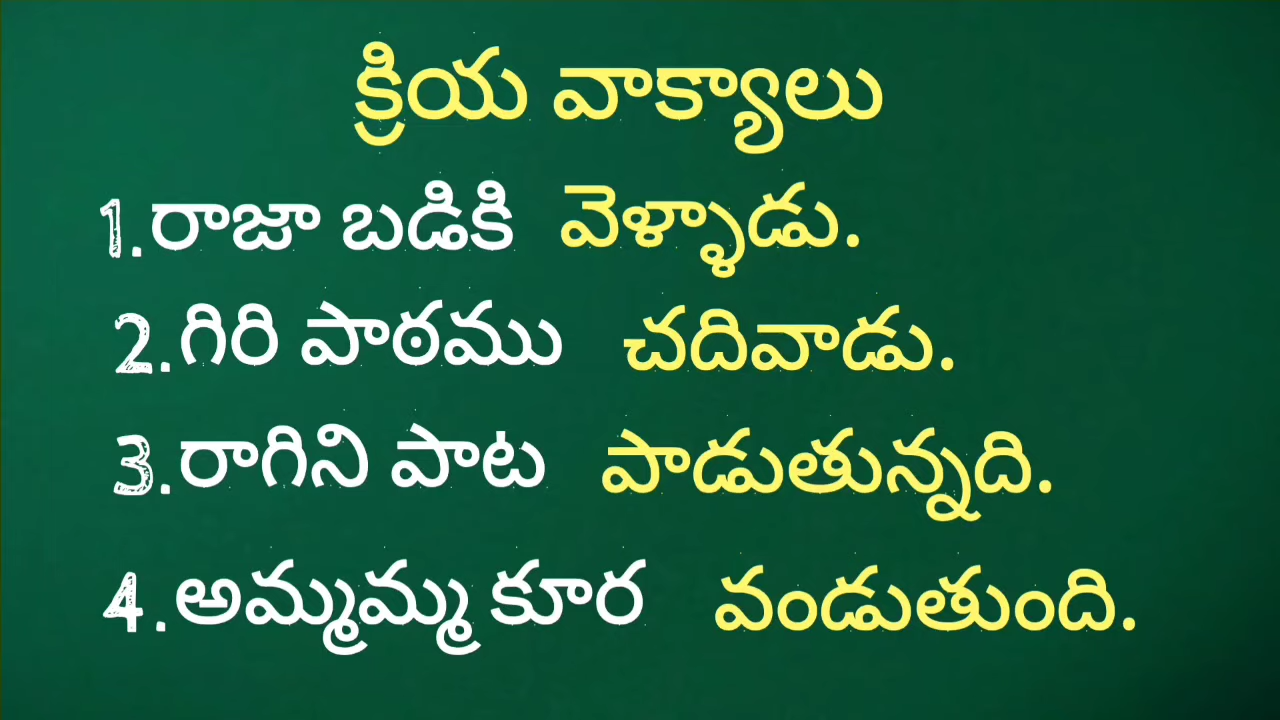 క్రియ వాక్యాలు
1.రాజా బడికి వెళ్ళాడు.
2.గిరి పాఠము చదివాడు.
3.రాగిని పాట పాడుతున్నది.
4.అమ్మమ్మ కూర వండుతుంది.